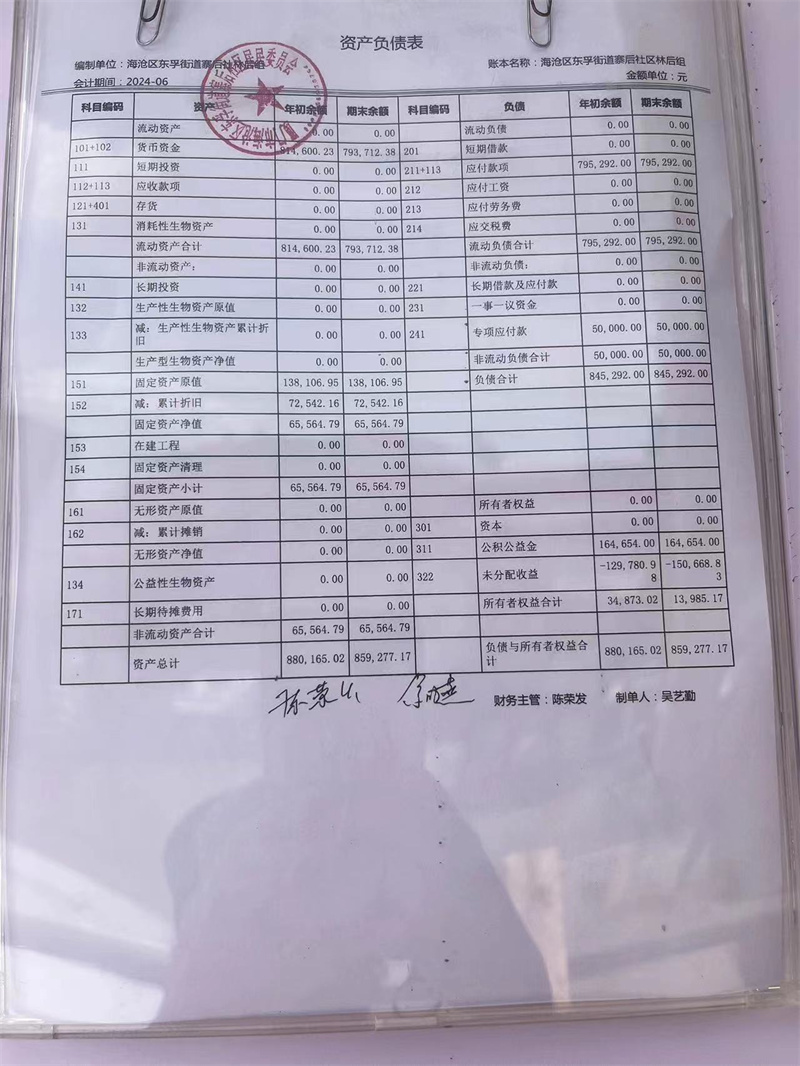 资产负债表
编制单位：海沧区东孚街道寨后社区林后组 账本名称：海沧区东孚街道寨后社区林后组
会计期间：2024-06 金额单位：元
科目编码 资产 年初余额 期末余额 科目编码 负债 年初余额 期末余额
流动资产 0.00 0.00 流动负债 0.00 0.00
101+102 货币资金 814,600.23 793,712.38 201 短期借款 0.00 0.00
111 短期投资 0.00 0.00 211+113 应付款项 795,292.00 795,292.00
112+113 应收款项 0.00 0.00 212 应付工资 0.00 0.00
121+401 存货 0.00 0.00 213 应付劳务费 0.00 0.00
131 消耗性生物资产 0.00 0.00 214 应交税费 0.00 0.00
流动资产合计 814,600.23 793,712.38 流动负债合计 795,292.00 795,292.00
非流动资产： 0.00 0.00 非流动负债： 0.00 0.00
141 长期投资 0.00 0.00 221 长期借款及应付款 0.00 0.00
132 生产性生物资产原值 0.00 0.00 231 一事一议资金 0.00 0.00
133 减：生产性生物资产累计折旧 0.00 0.00 241 专项应付款 50,000.00 50,000.00
生产型生物资产净值 0.00 0.00 非流动负债合计 50,000.00 50,000.00
151 固定资产原值 138,106.95 138,106.95 负债合计 845,292.00 845,292.00
152 减：累计折旧 72,542.16 72,542.16
固定资产净值 65,564.79 65,564.79
153 在建工程 0.00 0.00
154 固定资产清理 0.00 0.00
固定资产小计 65,564.79 65,564.79
161 无形资产原值 0.00 0.00 所有者权益 0.00 0.00
162 减：累计摊销 0.00 0.00 301 资本 0.00 0.00
无形资产净值 0.00 0.00 311 公积公益金 164,654.00 164,654.00
134 公益性生物资产 0.00 0.00 322 未分配收益 -129,780.98 -150,668.83
171 长期待摊费用 0.00 0.00 所有者权益合计 34,873.02 13,985.17
非流动资产合计 65,564.79 65,564.79
资产总计 880,165.02 859,277.17 负债与所有者权益合计 880,165.02 859,277.17
财务主管：陈荣发 制单人：吴艺勤